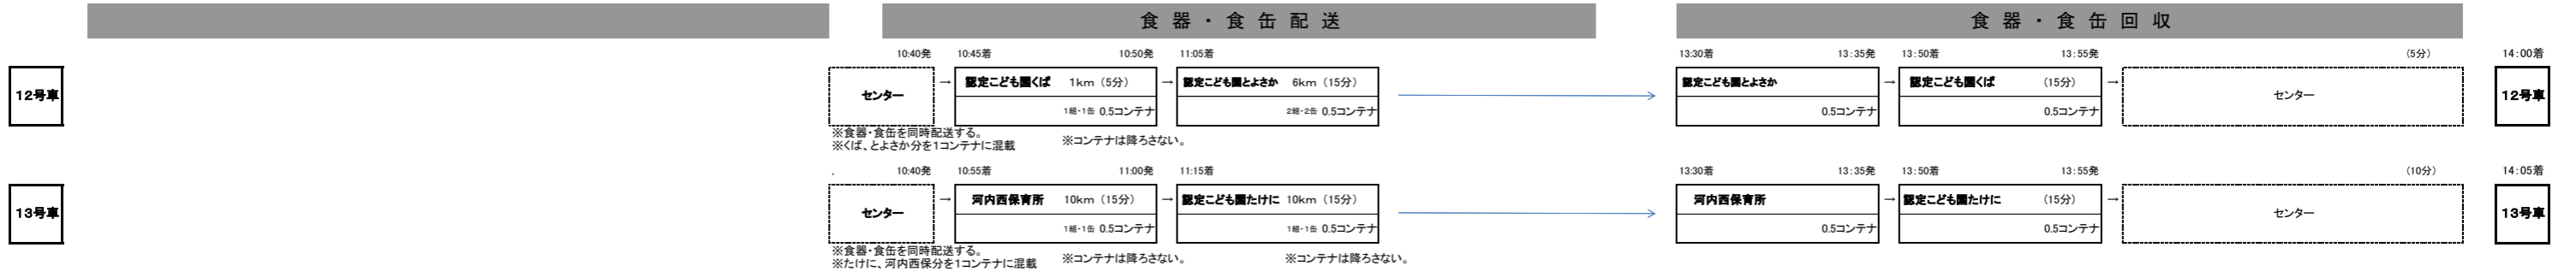 食 器 ・ 食 缶 配 送
食 器 ・ 食 缶 回 収
10:40発 10:45着 10:50発 11:05着 13:30着 13:35発 13:50着 13:55発 (5分) 14:00着
12号車 センター → 認定こども園くば 1km (5分) → 認定こども園とよさか 6km (15分) 認定こども園とよさか → 認定こども園くば (15分) → センター 12号車
1組・1缶 0.5コンテナ 2組・2缶 0.5コンテナ 0.5コンテナ 0.5コンテナ
※食器・食缶を同時配送する。
※くば、とよさか分を1コンテナに混載 ※コンテナは降ろさない。
10:40発 10:55着 11:00発 11:15着 13:30着 13:35発 13:50着 13:55発 (10分) 14:05着
13号車 センター → 河内西保育所 10km (15分) → 認定こども園たけに 10km (15分) 河内西保育所 → 認定こども園たけに (15分) → センター 13号車
1組・1缶 0.5コンテナ 1組・1缶 0.5コンテナ 0.5コンテナ 0.5コンテナ
※食器・食缶を同時配送する。
※たけに、河内西保分を1コンテナに混載 ※コンテナは降ろさない。 ※コンテナは降ろさない。